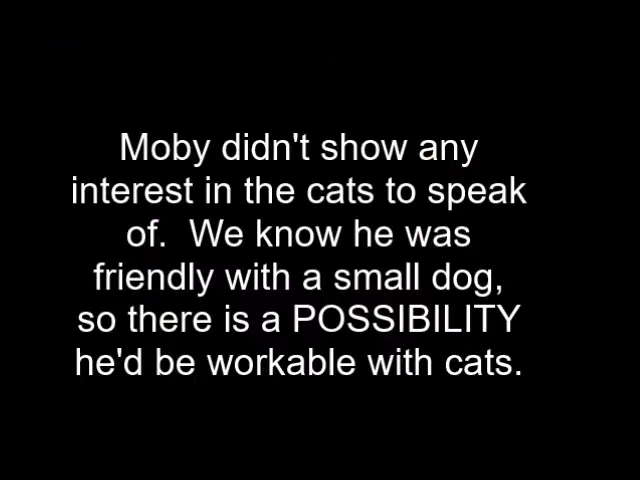 Moby didn't show any
interest in the cats to speak
of.  We know he was
friendly with a small dog,
so there is a POSSIBILITY
he'd be workable with cats.